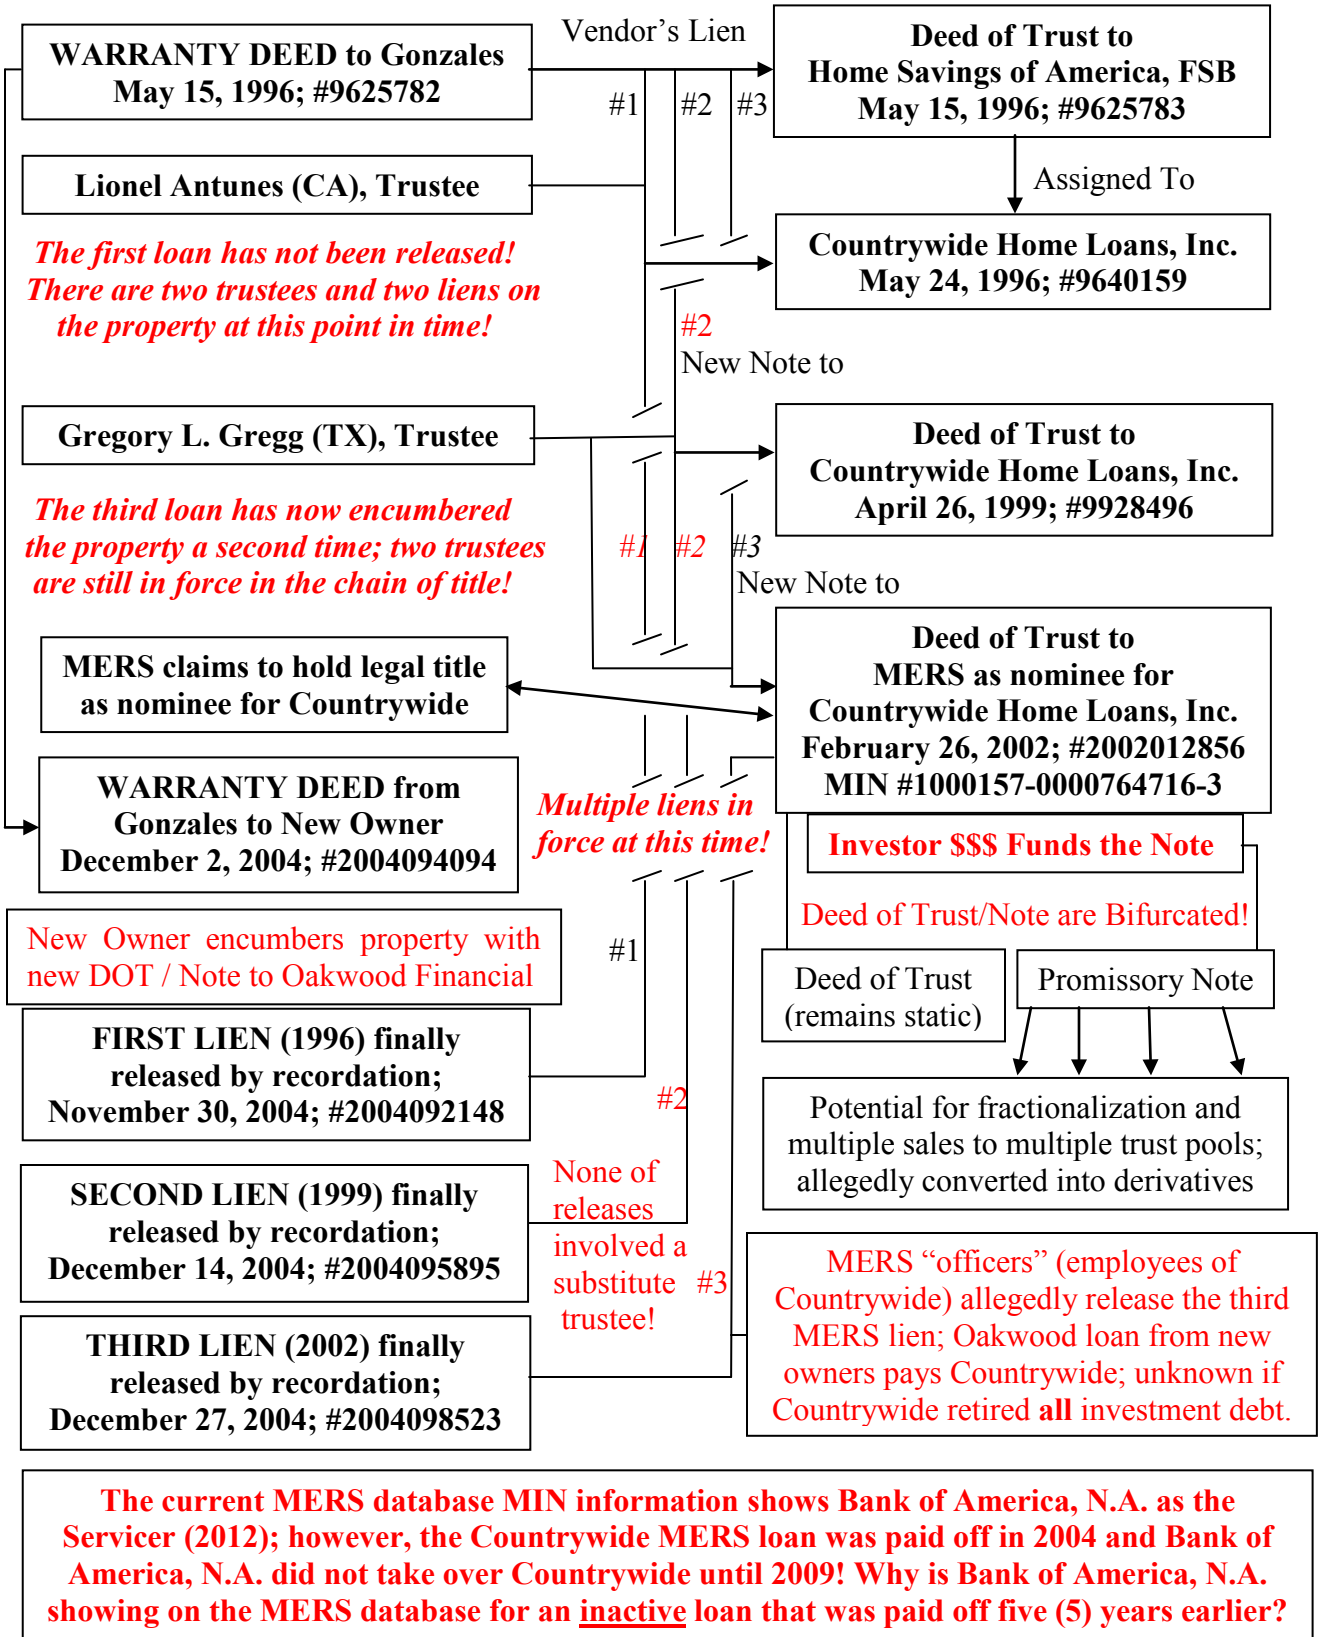 Vendor's Lien
WARRANTY DEED to Gonzales
May 15, 1996; #9625782
Deed of Trust to
Home Savings of America, FSB
May 15, 1996; #9625783
#1
#2
#3
Lionel Antunes (CA), Trustee
Assigned To
The first loan has not been released!
There are two trustees and two liens on
the property at this point in time!
Countrywide Home Loans, Inc.
May 24, 1996; #9640159
#2
New Note to
Gregory L. Gregg (TX), Trustee
Deed of Trust to
Countrywide Home Loans, Inc.
April 26, 1999; #9928496
The third loan has now encumbered
the property a second time; two trustees
are still in force in the chain of title!
#1
#2
#3
New Note to
MERS claims to hold legal title
as nominee for Countrywide
Deed of Trust to
MERS as nominee for
Countrywide Home Loans, Inc.
February 26, 2002; #2002012856
MIN #1000157-0000764716-3
WARRANTY DEED from
Gonzales to New Owner
December 2, 2004; #2004094094
Multiple liens in
force at this time!
Investor $$$ Funds the Note
Deed of Trust/Note are Bifurcated!
New Owner encumbers property with
new DOT / Note to Oakwood Financial
#1
Deed of Trust
(remains static)
Promissory Note
FIRST LIEN (1996) finally
released by recordation;
November 30, 2004; #2004092148
#2
Potential for fractionalization and
multiple sales to multiple trust pools;
allegedly converted into derivatives
SECOND LIEN (1999) finally
released by recordation;
December 14, 2004; #2004095895
None of
releases
involved a
substitute
trustee!
#3
MERS “officers” (employees of
Countrywide) allegedly release the third
MERS lien; Oakwood loan from new
owners pays Countrywide; unknown if
Countrywide retired all investment debt.
THIRD LIEN (2002) finally
released by recordation;
December 27, 2004; #2004098523
The current MERS database MIN information shows Bank of America, N.A. as the
Servicer (2012); however, the Countrywide MERS loan was paid off in 2004 and Bank of
America, N.A. did not take over Countrywide until 2009! Why is Bank of America, N.A.
showing on the MERS database for an inactive loan that was paid off five (5) years earlier?